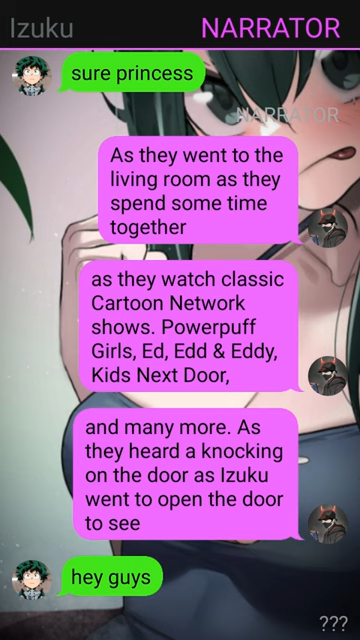 Izuku
NARRATOR
sure princess
NARRATOR
As they went to the
living room as they
spend some time
together
as they watch classic
Cartoon Network
shows. Powerpuff
Girls, Ed, Edd & Eddy,
Kids Next Door,
and many more. As
they heard a knocking
on the door as Izuku
went to open the door
to see
hey guys
???